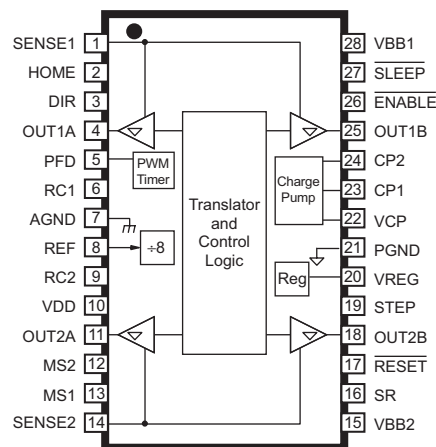 SENSE1 1
HOME 2
DIR 3
OUT1A 4
PFD 5
RC1 6
AGND 7
REF 8
RC2 9
VDD 10
OUT2A 11
MS2 12
MS1 13
SENSE2 14
PWM
Timer
÷8
Translator
and
Control
Logic
Charge
Pump
Reg
28 VBB1
27 SLEEP
26 ENABLE
25 OUT1B
24 CP2
23 CP1
22 VCP
21 PGND
20 VREG
19 STEP
18 OUT2B
17 RESET
16 SR
15 VBB2